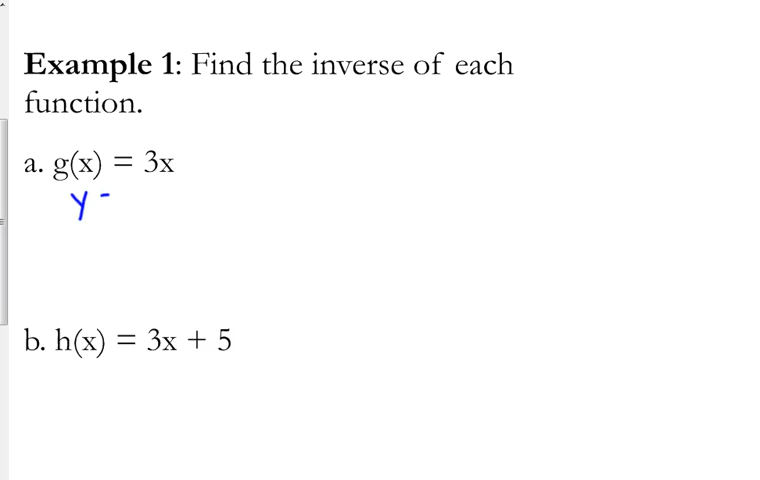 Example 1: Find the inverse of each
function.
a. g(x) = 3x
y -
b. h(x) = 3x + 5